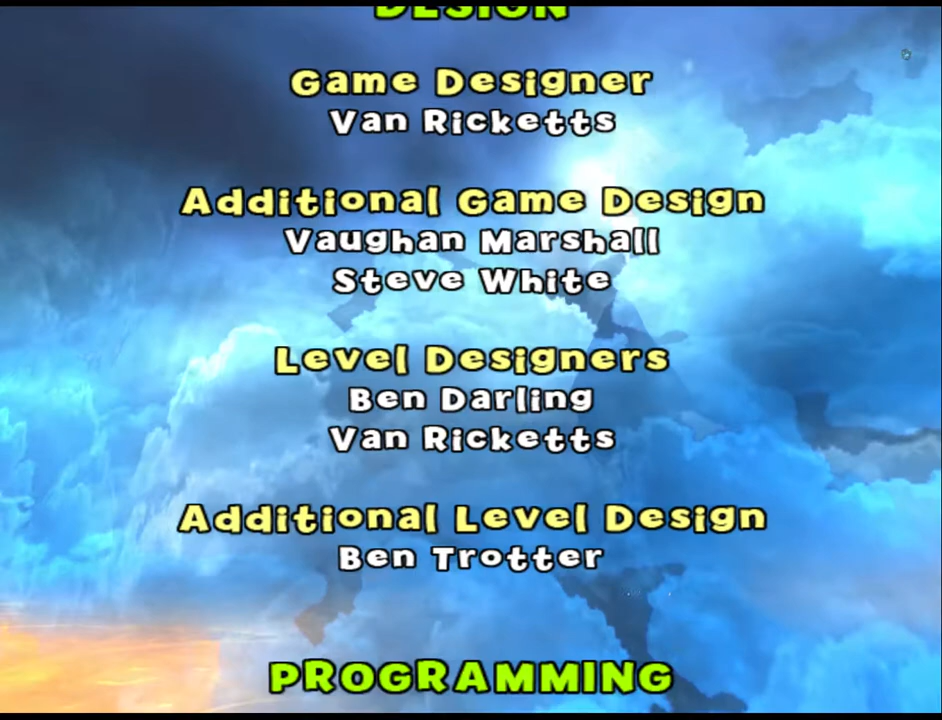 DESIGN
Game Designer
Van Ricketts
Additional Game Design
Vaughan Marshall
Steve White
Level Designers
Ben Darling
Van Ricketts
Additional Level Design
Ben Trotter
PROGRAMMING